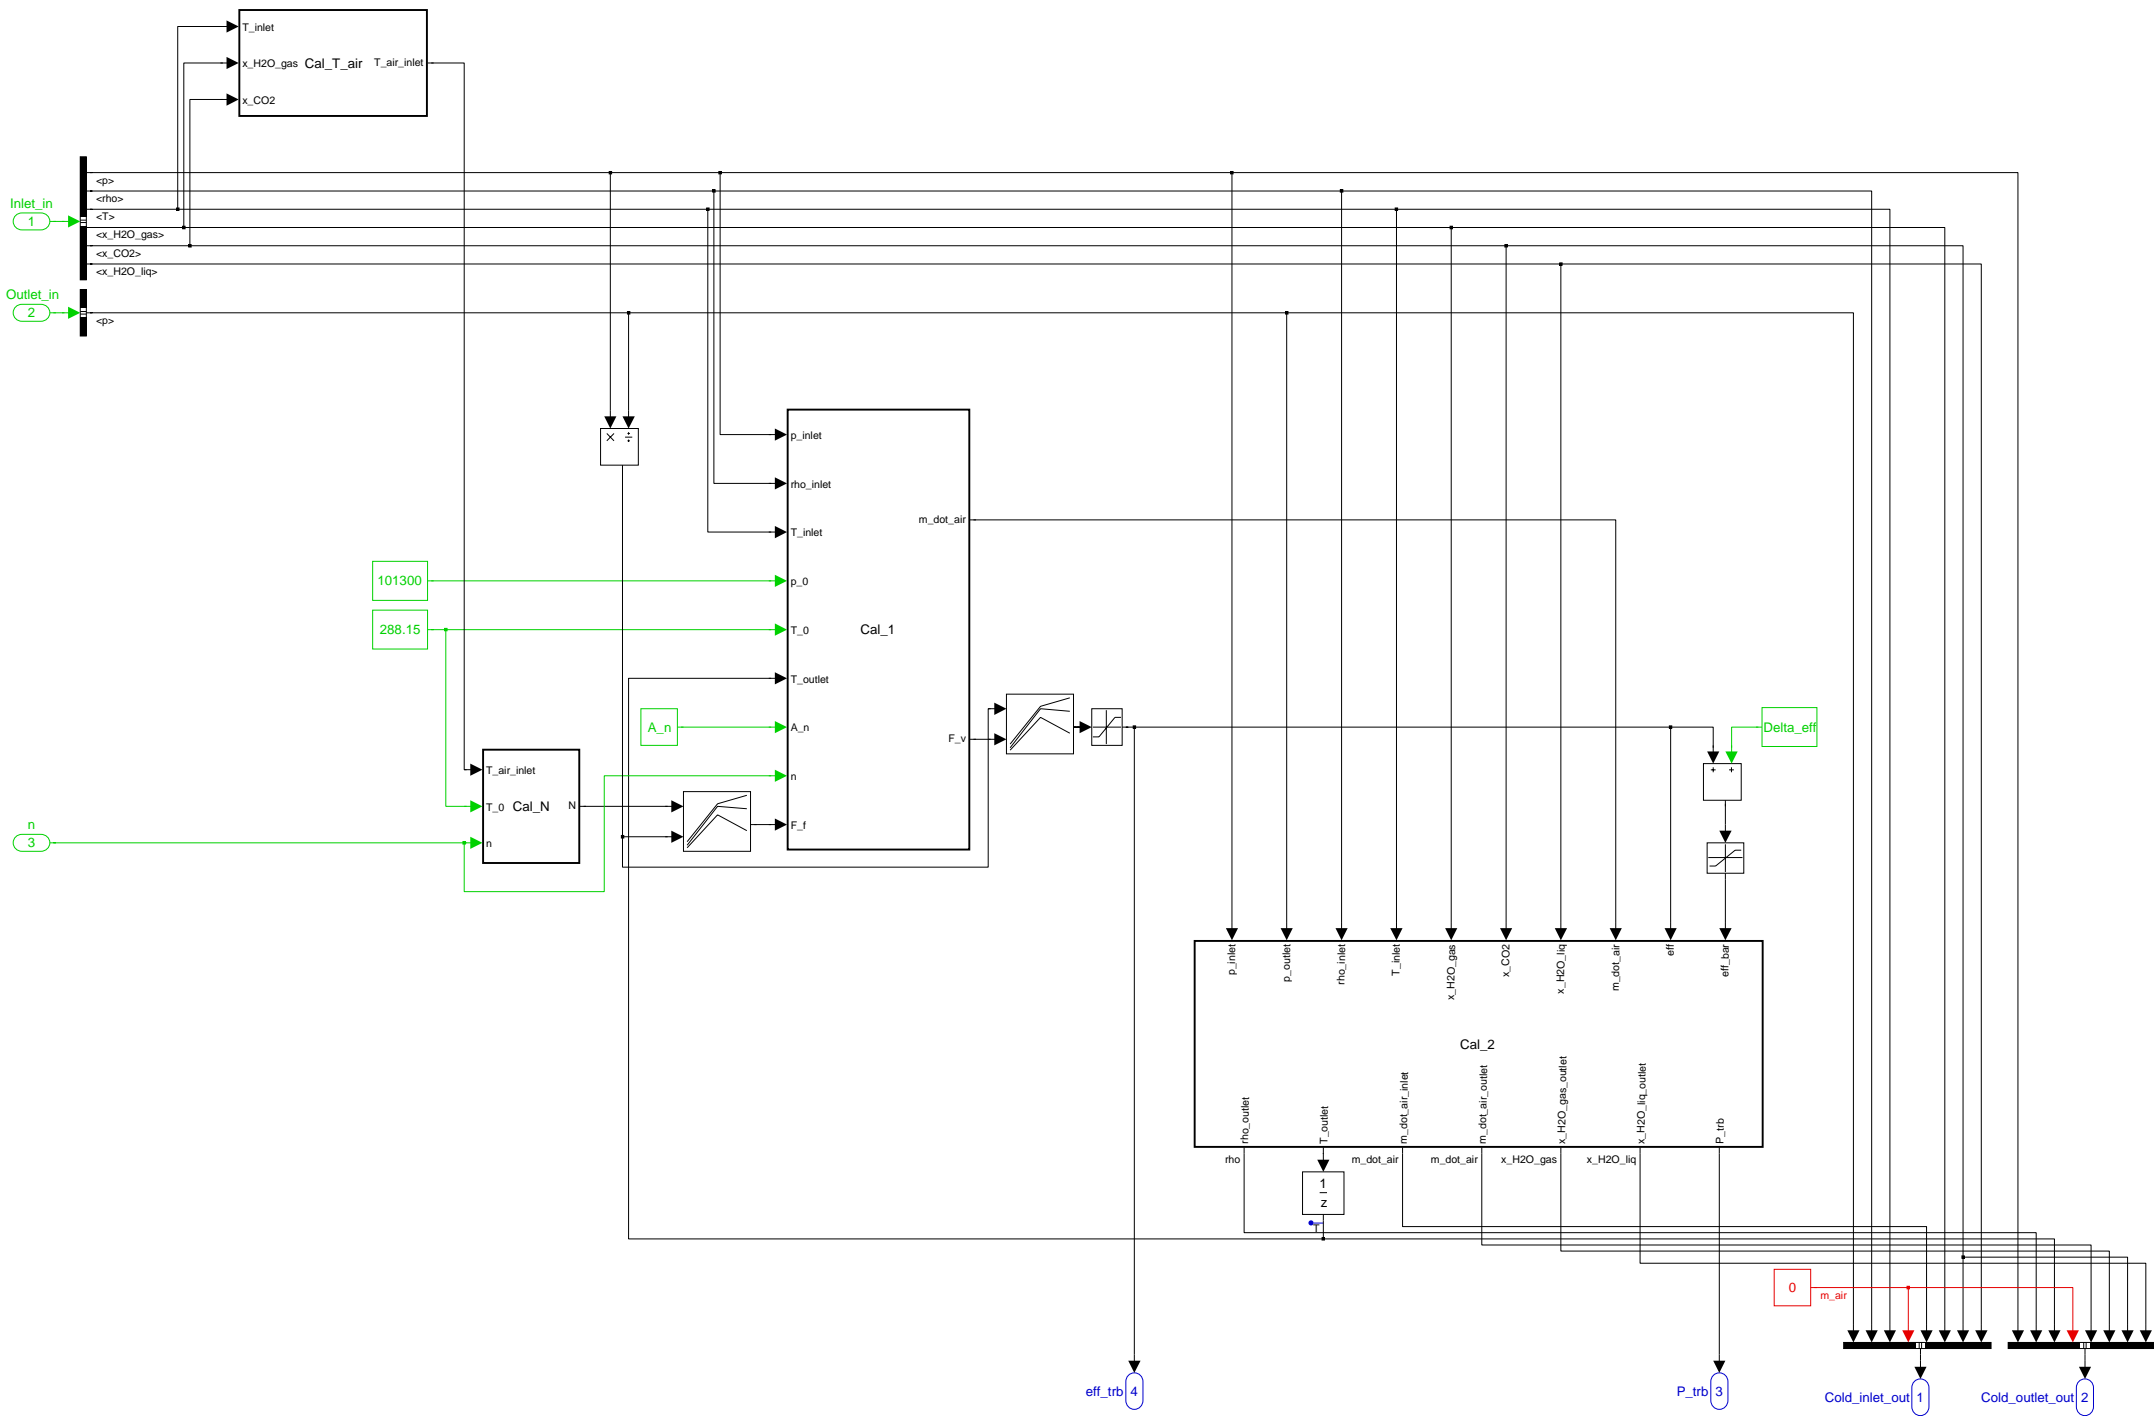 T_inlet
x_H2O_gas
Cal_T_air
T_air_inlet
x_CO2
<p>
<rho>
Inlet_in
1
<T>
<x_H2O_gas>
<x_CO2>
<x_H2O_liq>
Outlet_in
2
<p>
× ÷
p_inlet
rho_inlet
m_dot_air
T_inlet
101300
p_0
288.15
T_0
Cal_1
T_outlet
A_n
A_n
F_v
Delta_eff
n
F_f
T_air_inlet
T_0
Cal_N
N
n
n
3
+ +
p_inlet
p_outlet
rho_inlet
T_inlet
x_H2O_gas
x_CO2
x_H2O_liq
m_dot_air
eff
eff_bar
Cal_2
rho_outlet
T_outlet
m_dot_air_inlet
m_dot_air_outlet
x_H2O_gas_outlet
x_H2O_liq_outlet
P_trb
rho
m_dot_air
m_dot_air
x_H2O_gas
x_H2O_liq
1
z
T
0
m_air
eff_trb
4
P_trb
3
Cold_inlet_out
1
Cold_outlet_out
2